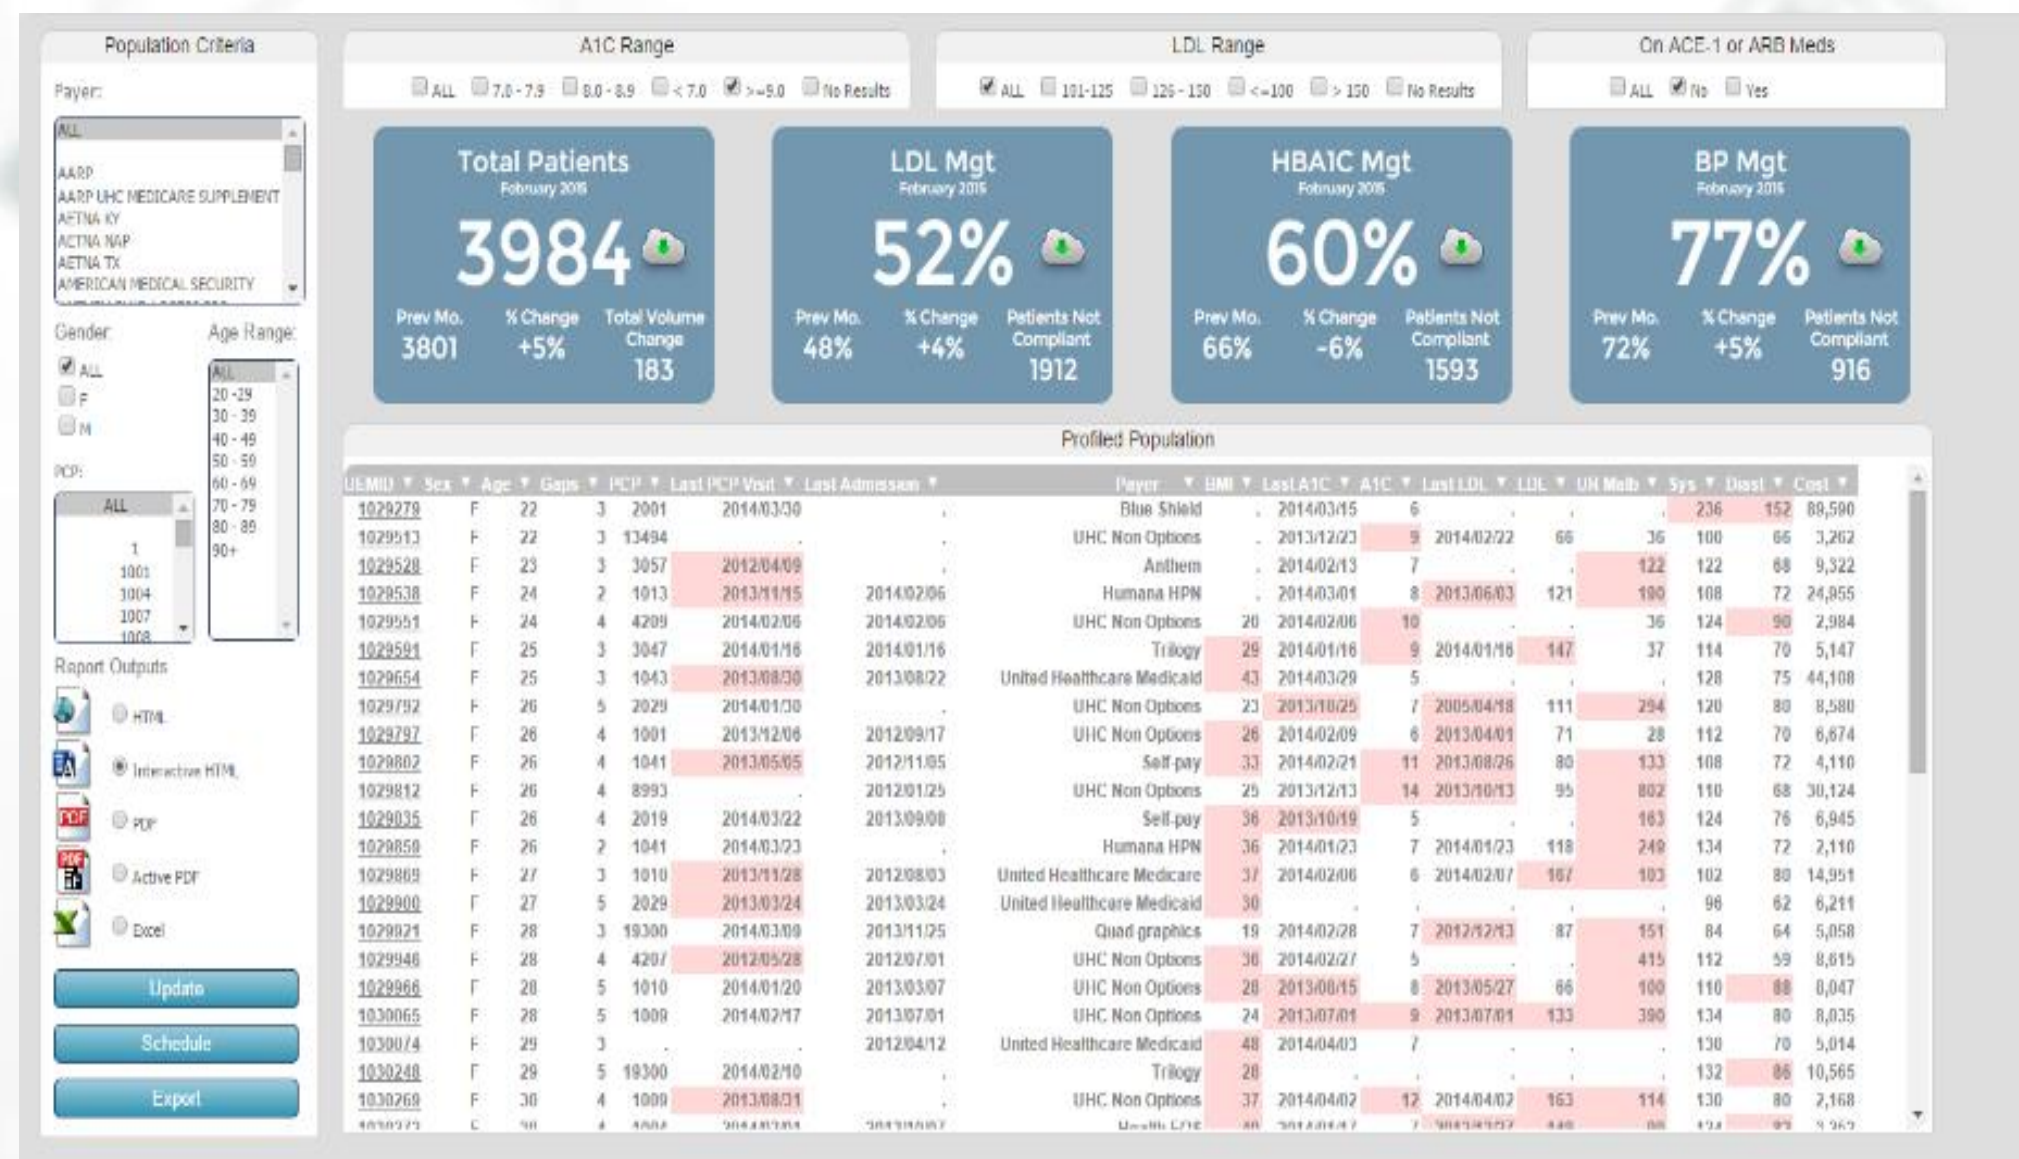 Population Criteria
Payer:
ALL
AARP
AARP UHC MEDICARE SUPPLEMENT
AETNA KY
AETNA NAP
AETNA TX
AMERICAN MEDICAL SECURITY
Gender: Age Range:
ALL
F
M
ALL
20 -29
30 - 39
40 - 49
50 - 59
60 - 69
70 - 79
80 - 89
90+
PCP:
ALL
1
1001
1004
1007
1008
Report Outputs
HTML
Interactive HTML
PDF
Active PDF
Excel
Update
Schedule
Export
A1C Range
ALL 7.0 - 7.9 8.0 - 8.9 < 7.0 >=9.0 No Results
LDL Range
ALL 101-125 126 - 150 <=100 > 150 No Results
On ACE-1 or ARB Meds
ALL No Yes
Total Patients
February 2015
3984
Prev Mo. % Change Total Volume Change
3801 +5% 183
LDL Mgt
February 2015
52%
Prev Mo. % Change Patients Not Compliant
48% +4% 1912
HBA1C Mgt
February 2015
60%
Prev Mo. % Change Patients Not Compliant
66% -6% 1593
BP Mgt
February 2015
77%
Prev Mo. % Change Patients Not Compliant
72% +5% 916
Profiled Population
UEMID Sex Age Gaps PCP Last PCP Visit Last Admission Payer BMI Last A1C A1C Last LDL LDL UR Malb Sys Diast Cost
1029279 F 22 3 2001 2014/03/30 . Blue Shield . 2014/03/15 6 . . . 236 152 89,590
1029513 F 22 3 13494 . . UHC Non Options . 2013/12/23 9 2014/02/22 66 36 100 66 3,262
1029528 F 23 3 3057 2012/04/09 . Anthem . 2014/02/13 7 . . 122 122 68 9,322
1029538 F 24 2 1013 2013/11/15 2014/02/06 Humana HPN . 2014/03/01 8 2013/06/03 121 190 108 72 24,955
1029551 F 24 4 4209 2014/02/06 2014/02/06 UHC Non Options 20 2014/02/06 10 . . 36 124 90 2,984
1029591 F 25 3 3047 2014/01/16 2014/01/16 Trilogy 29 2014/01/16 9 2014/01/16 147 37 114 70 5,147
1029654 F 25 3 1043 2013/08/30 2013/08/22 United Healthcare Medicaid 43 2014/03/29 5 . . . 128 75 44,108
1029792 F 26 5 2029 2014/01/30 . UHC Non Options 23 2013/10/25 7 2005/04/18 111 294 120 80 8,580
1029797 F 26 4 1001 2013/12/06 2012/09/17 UHC Non Options 26 2014/02/09 6 2013/04/01 71 28 112 70 6,674
1029802 F 26 4 1041 2013/05/05 2012/11/05 Self-pay 33 2014/02/21 11 2013/08/26 80 133 108 72 4,110
1029812 F 26 4 8993 . 2012/01/25 UHC Non Options 25 2013/12/13 14 2013/10/13 95 802 110 68 30,124
1029835 F 26 4 2019 2014/03/22 2013/09/08 Self-pay 36 2013/10/19 5 . . 163 124 76 6,945
1029859 F 26 2 1041 2014/03/23 . Humana HPN 36 2014/01/23 7 2014/01/23 118 249 134 72 2,110
1029869 F 27 3 1010 2013/11/28 2012/08/03 United Healthcare Medicare 37 2014/02/06 6 2014/02/07 167 103 102 80 14,951
1029900 F 27 5 2029 2013/03/24 2013/03/24 United Healthcare Medicaid 30 . . . . . 96 62 6,211
1029921 F 28 3 19300 2014/03/09 2013/11/25 Quad graphics 19 2014/02/28 7 2012/12/13 87 151 84 64 5,058
1029946 F 28 4 4207 2012/05/28 2012/07/01 UHC Non Options 36 2014/02/27 5 . . 415 112 59 8,615
1029966 F 28 5 1010 2014/01/20 2013/03/07 UHC Non Options 28 2013/08/15 8 2013/05/27 66 100 110 88 8,047
1030065 F 28 5 1009 2014/02/17 2013/07/01 UHC Non Options 24 2013/07/01 9 2013/07/01 133 390 134 80 8,035
1030074 F 29 3 . . 2012/04/12 United Healthcare Medicaid 48 2014/04/03 7 . . . 130 70 5,014
1030248 F 29 5 19300 2014/02/10 . Trilogy 28 . . . . . 132 86 10,565
1030269 F 30 4 1009 2013/08/31 . UHC Non Options 37 2014/04/02 12 2014/04/02 163 114 130 80 2,168